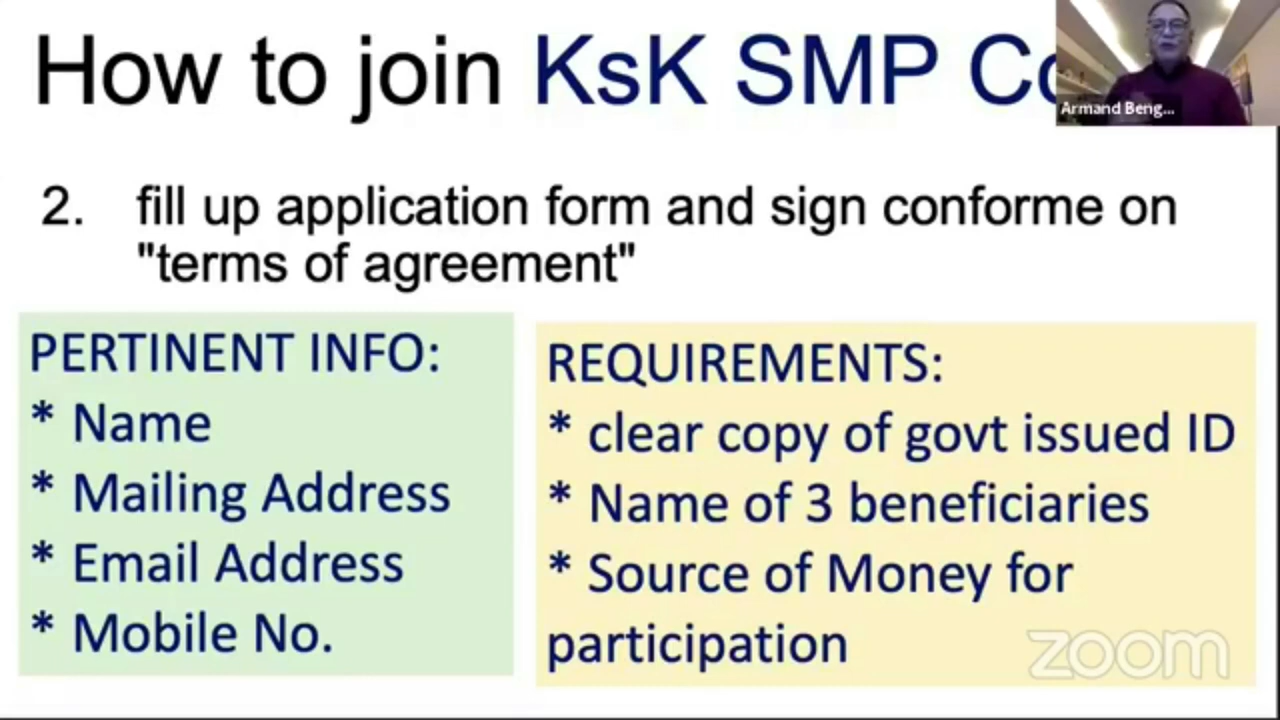 How to join KsK SMP Co
Armand Beng...
2. fill up application form and sign conforme on
"terms of agreement"
PERTINENT INFO:
* Name
* Mailing Address
* Email Address
* Mobile No.
REQUIREMENTS:
* clear copy of govt issued ID
* Name of 3 beneficiaries
* Source of Money for
participation
zoom